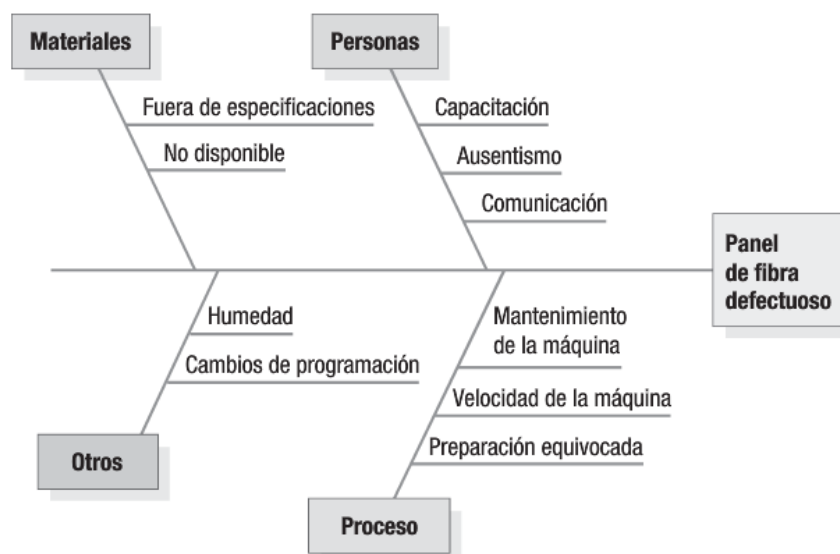 Materiales
Personas
Fuera de especificaciones
No disponible
Capacitación
Ausentismo
Comunicación
Panel
de fibra
defectuoso
Humedad
Cambios de programación
Mantenimiento
de la máquina
Velocidad de la máquina
Preparación equivocada
Otros
Proceso